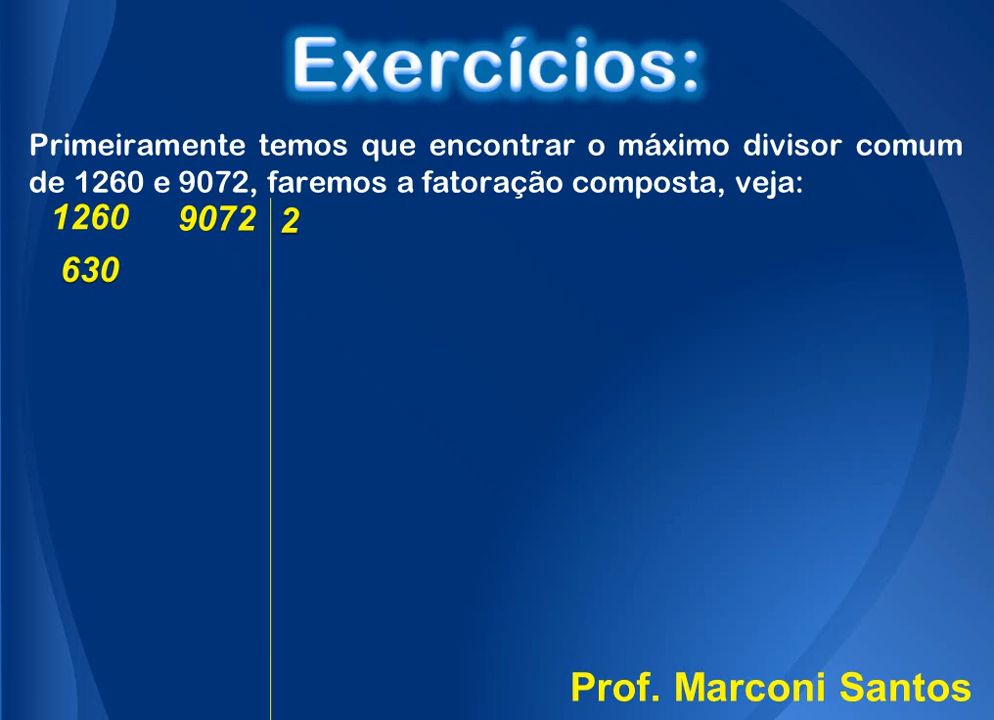 Exercícios:
Primeiramente temos que encontrar o máximo divisor comum
de 1260 e 9072, faremos a fatoração composta, veja:
1260 9072 2
630
Prof. Marconi Santos